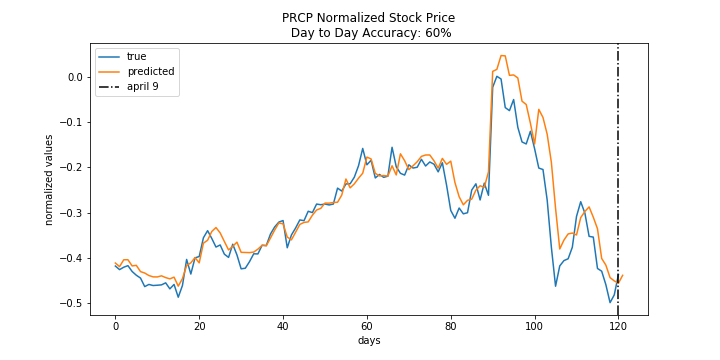 PRCP Normalized Stock Price
Day to Day Accuracy: 60%
true
predicted
april 9
normalized values
0.0
−0.1
−0.2
−0.3
−0.4
−0.5
0
20
40
60
80
100
120
days